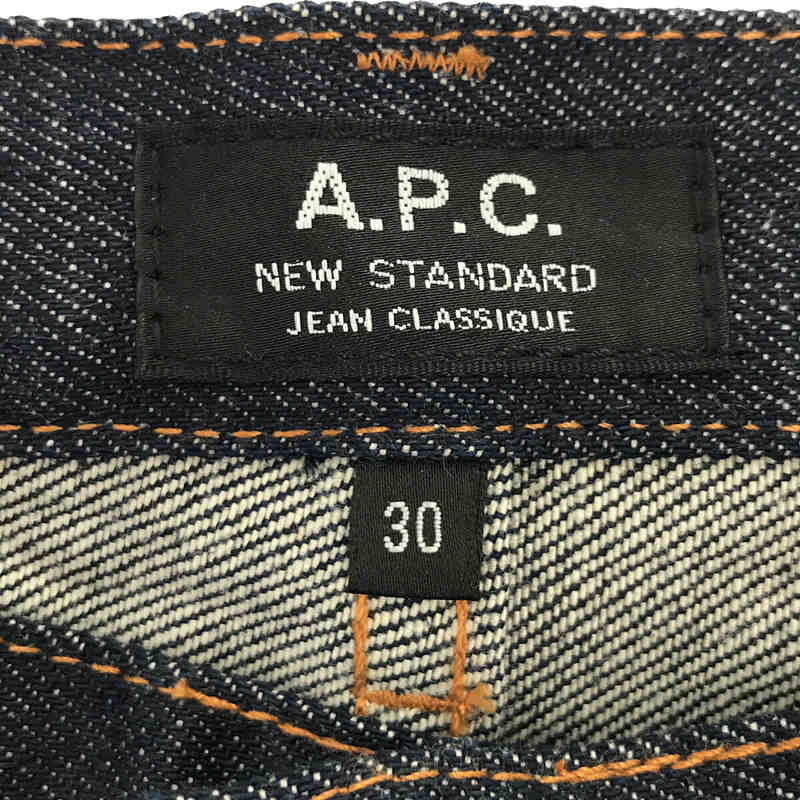 A.P.C.
NEW STANDARD
JEAN CLASSIQUE
30